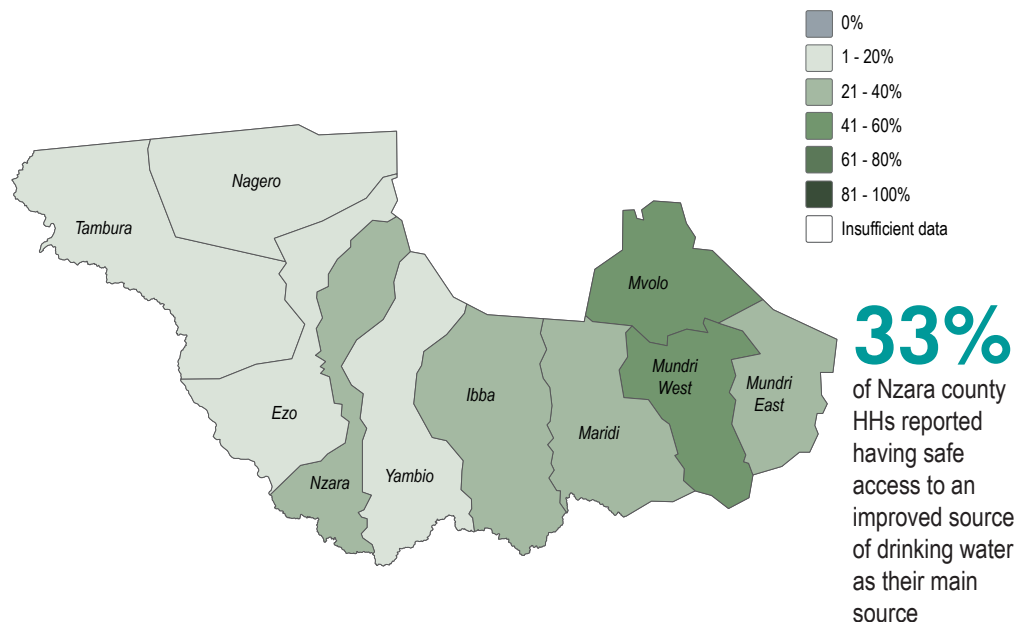 0%
1 - 20%
21 - 40%
41 - 60%
61 - 80%
81 - 100%
Insufficient data
Nagero
Tambura
Mvolo
Mundri
West
Mundri
East
Ibba
Ezo
Maridi
Nzara
Yambio
33%
of Nzara county
HHs reported
having safe
access to an
improved source
of drinking water
as their main
source